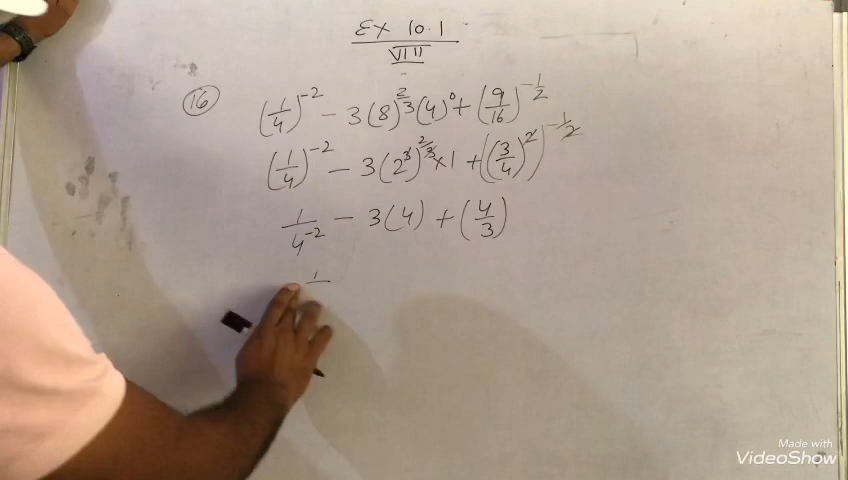 Ex 10.1
VIII
(16) (1/4)^-2 - 3(8)^2/3 (4)^0 + (9/16)^-1/2
(1/4)^-2 - 3(2^3)^2/3 × 1 + ((3/4)^2)^-1/2
1/4^-2 - 3(4) + (4/3)
1
Made with
VideoShow